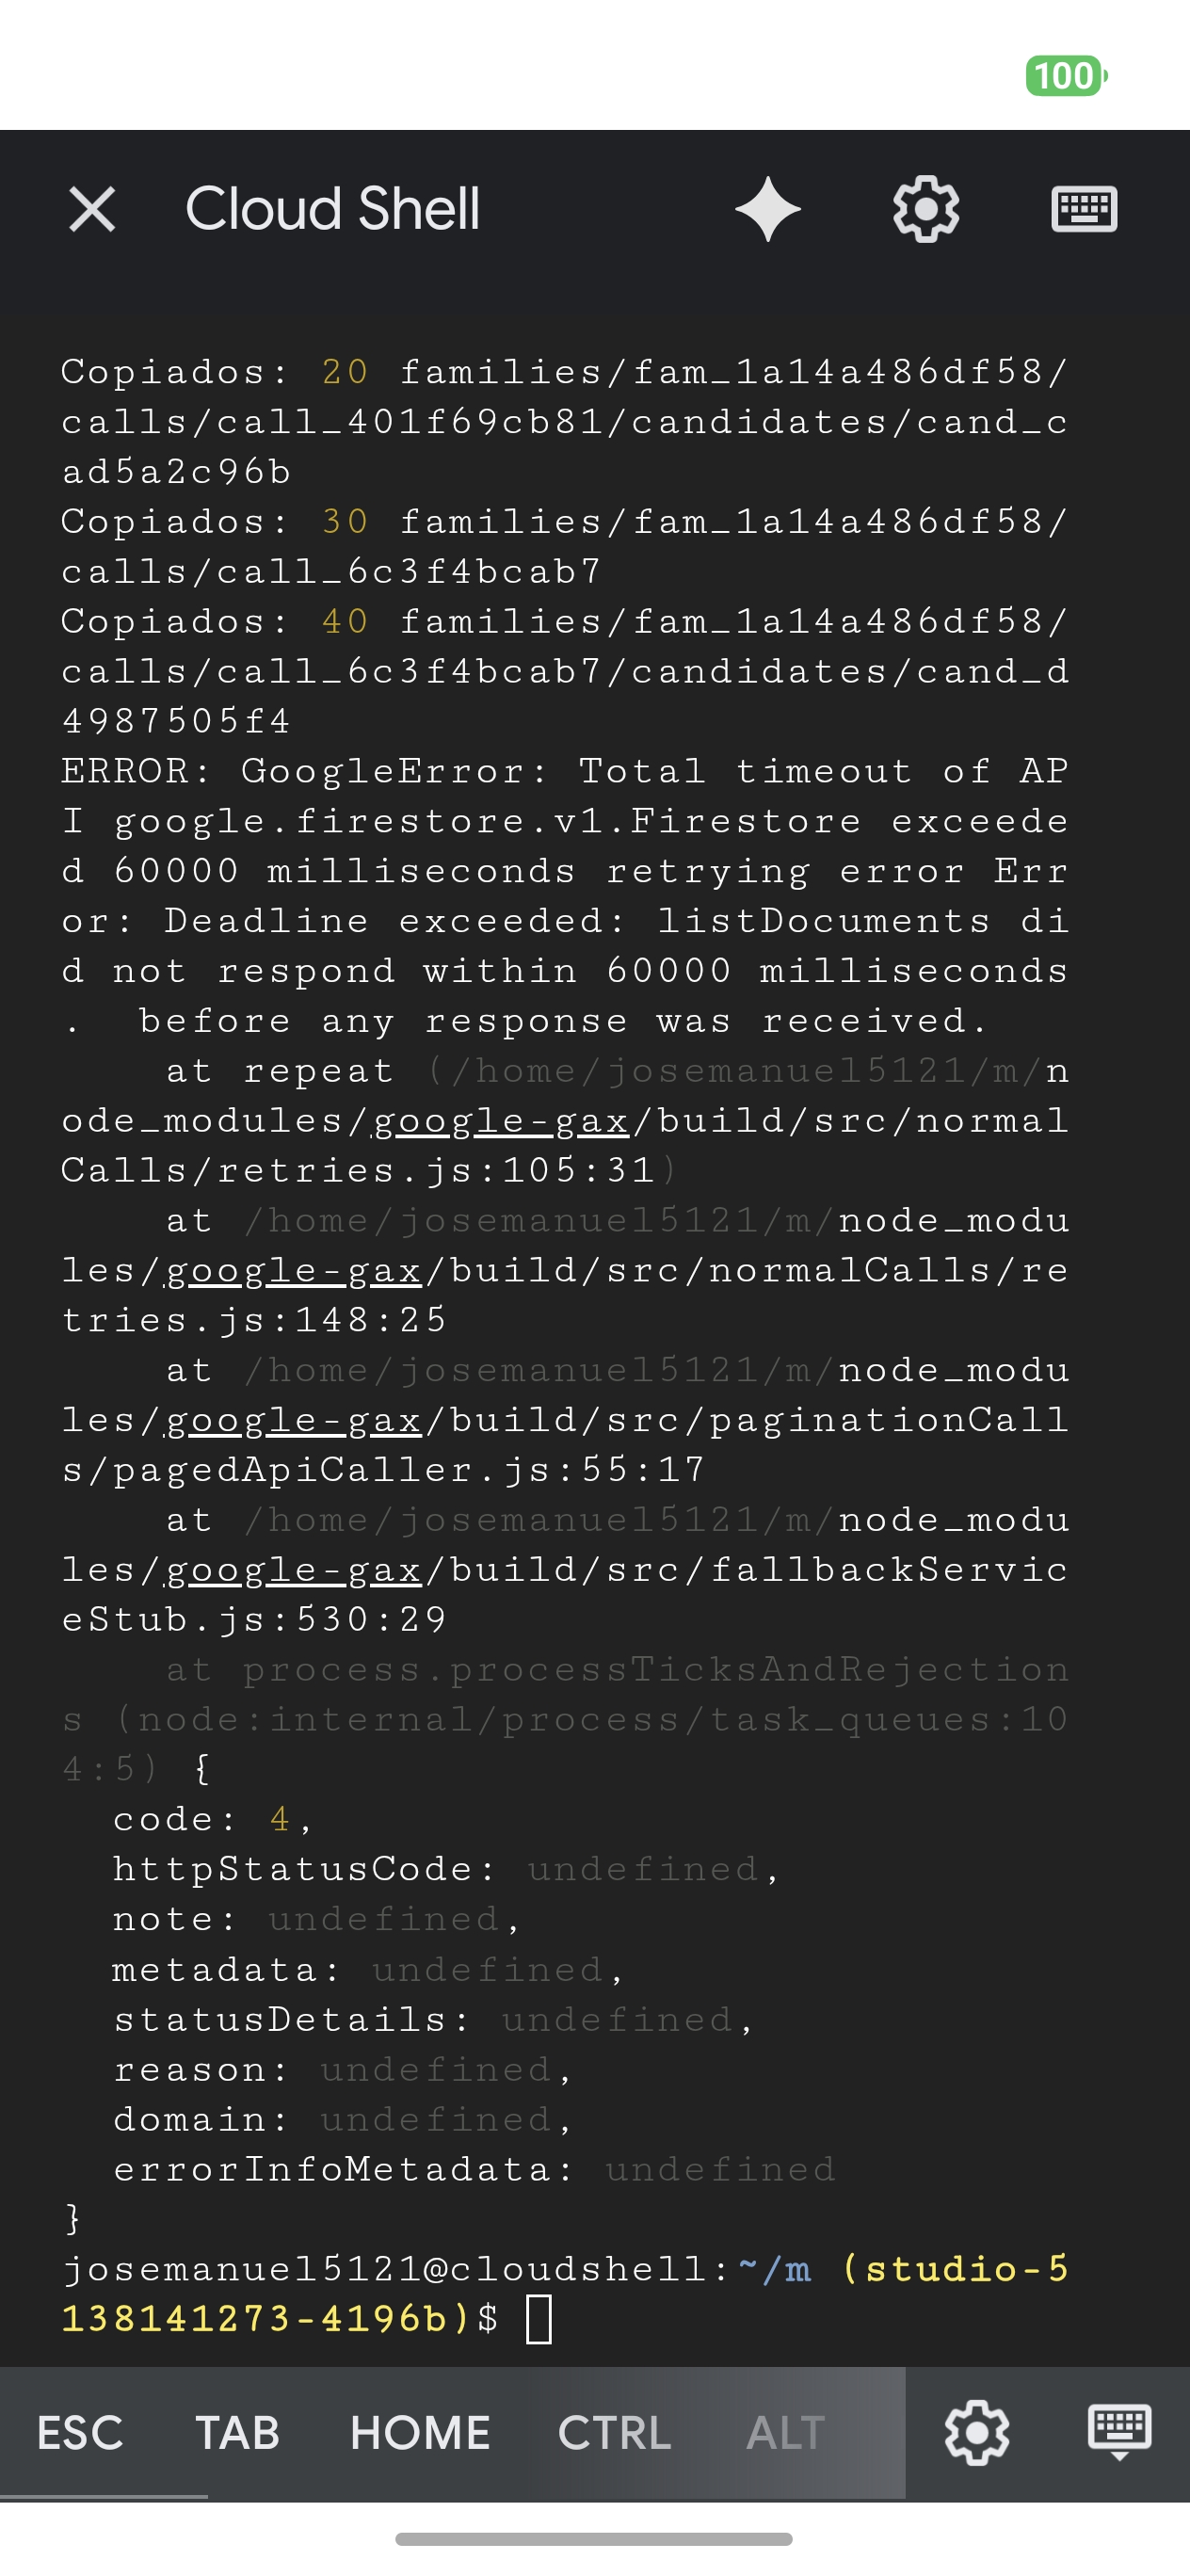 100
Cloud Shell
Copiados: 20 families/fam_1a14a486df58/
calls/call_401f69cb81/candidates/cand_c
ad5a2c96b
Copiados: 30 families/fam_1a14a486df58/
calls/call_6c3f4bcab7
Copiados: 40 families/fam_1a14a486df58/
calls/call_6c3f4bcab7/candidates/cand_d
4987505f4
ERROR: GoogleError: Total timeout of AP
I google.firestore.v1.Firestore exceede
d 60000 milliseconds retrying error Err
or: Deadline exceeded: listDocuments di
d not respond within 60000 milliseconds
.  before any response was received.
    at repeat (/home/josemanuel5121/m/n
ode_modules/google-gax/build/src/normal
Calls/retries.js:105:31)
    at /home/josemanuel5121/m/node_modu
les/google-gax/build/src/normalCalls/re
tries.js:148:25
    at /home/josemanuel5121/m/node_modu
les/google-gax/build/src/paginationCall
s/pagedApiCaller.js:55:17
    at /home/josemanuel5121/m/node_modu
les/google-gax/build/src/fallbackServic
eStub.js:530:29
    at process.processTicksAndRejection
s (node:internal/process/task_queues:10
4:5) {
  code: 4,
  httpStatusCode: undefined,
  note: undefined,
  metadata: undefined,
  statusDetails: undefined,
  reason: undefined,
  domain: undefined,
  errorInfoMetadata: undefined
}
josemanuel5121@cloudshell:~/m (studio-5
138141273-4196b)$
ESC TAB HOME CTRL ALT